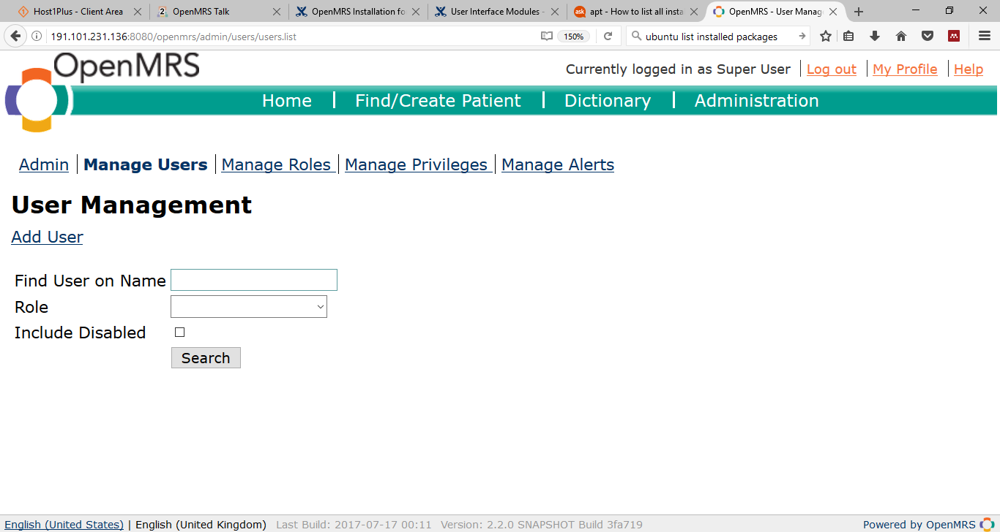 Host1Plus - Client Area
2 OpenMRS Talk
OpenMRS Installation fo
User Interface Modules -
ask apt - How to list all insta
OpenMRS - User Manag
191.101.231.136:8080/openmrs/admin/users/users.list
150%
ubuntu list installed packages
OpenMRS
Currently logged in as Super User
Log out
My Profile
Help
Home
Find/Create Patient
Dictionary
Administration
Admin
Manage Users
Manage Roles
Manage Privileges
Manage Alerts
User Management
Add User
Find User on Name
Role
Include Disabled
Search
English (United States) | English (United Kingdom) Last Build: 2017-07-17 00:11 Version: 2.2.0 SNAPSHOT Build 3fa719
Powered by OpenMRS